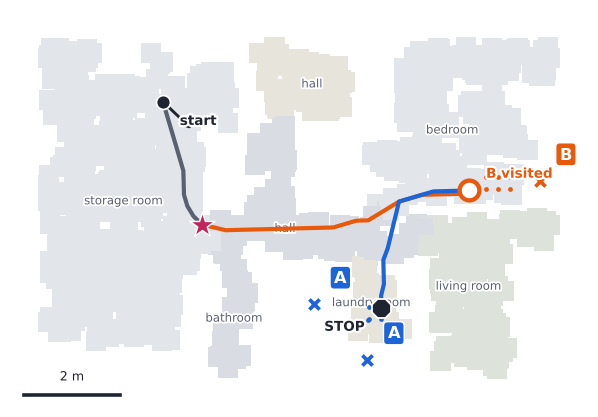 hall
start
bedroom
B
B visited
storage room
hall
A
living room
laundry room
bathroom
STOP
A
2 m